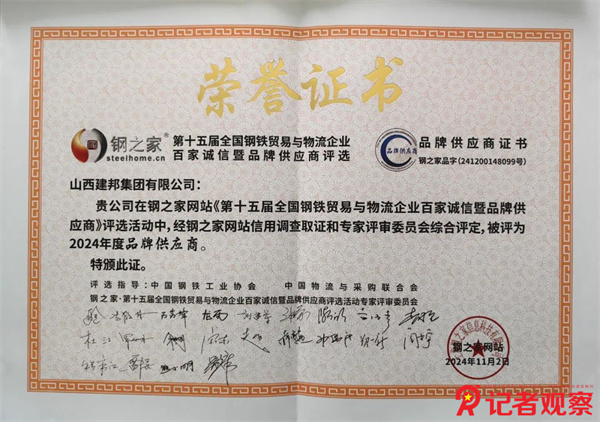 荣誉证书
钢之家®
steelhome.cn
第十五届全国钢铁贸易与物流企业
百家诚信暨品牌供应商评选
品牌供应商
品牌供应商证书
钢之家品字(241200148099号)
山西建邦集团有限公司：
贵公司在钢之家网站《第十五届全国钢铁贸易与物流企业百家诚信暨品牌供
应商》评选活动中，经钢之家网站信用调查取证和专家评审委员会综合评定，被评为
2024年度品牌供应商。
特颁此证。
评选指导：中国钢铁工业协会 中国物流与采购联合会
钢之家·第十五届全国钢铁贸易与物流企业百家诚信暨品牌供应商评选活动专家评审委员会
钢之家网站
2024年11月2日
记者观察